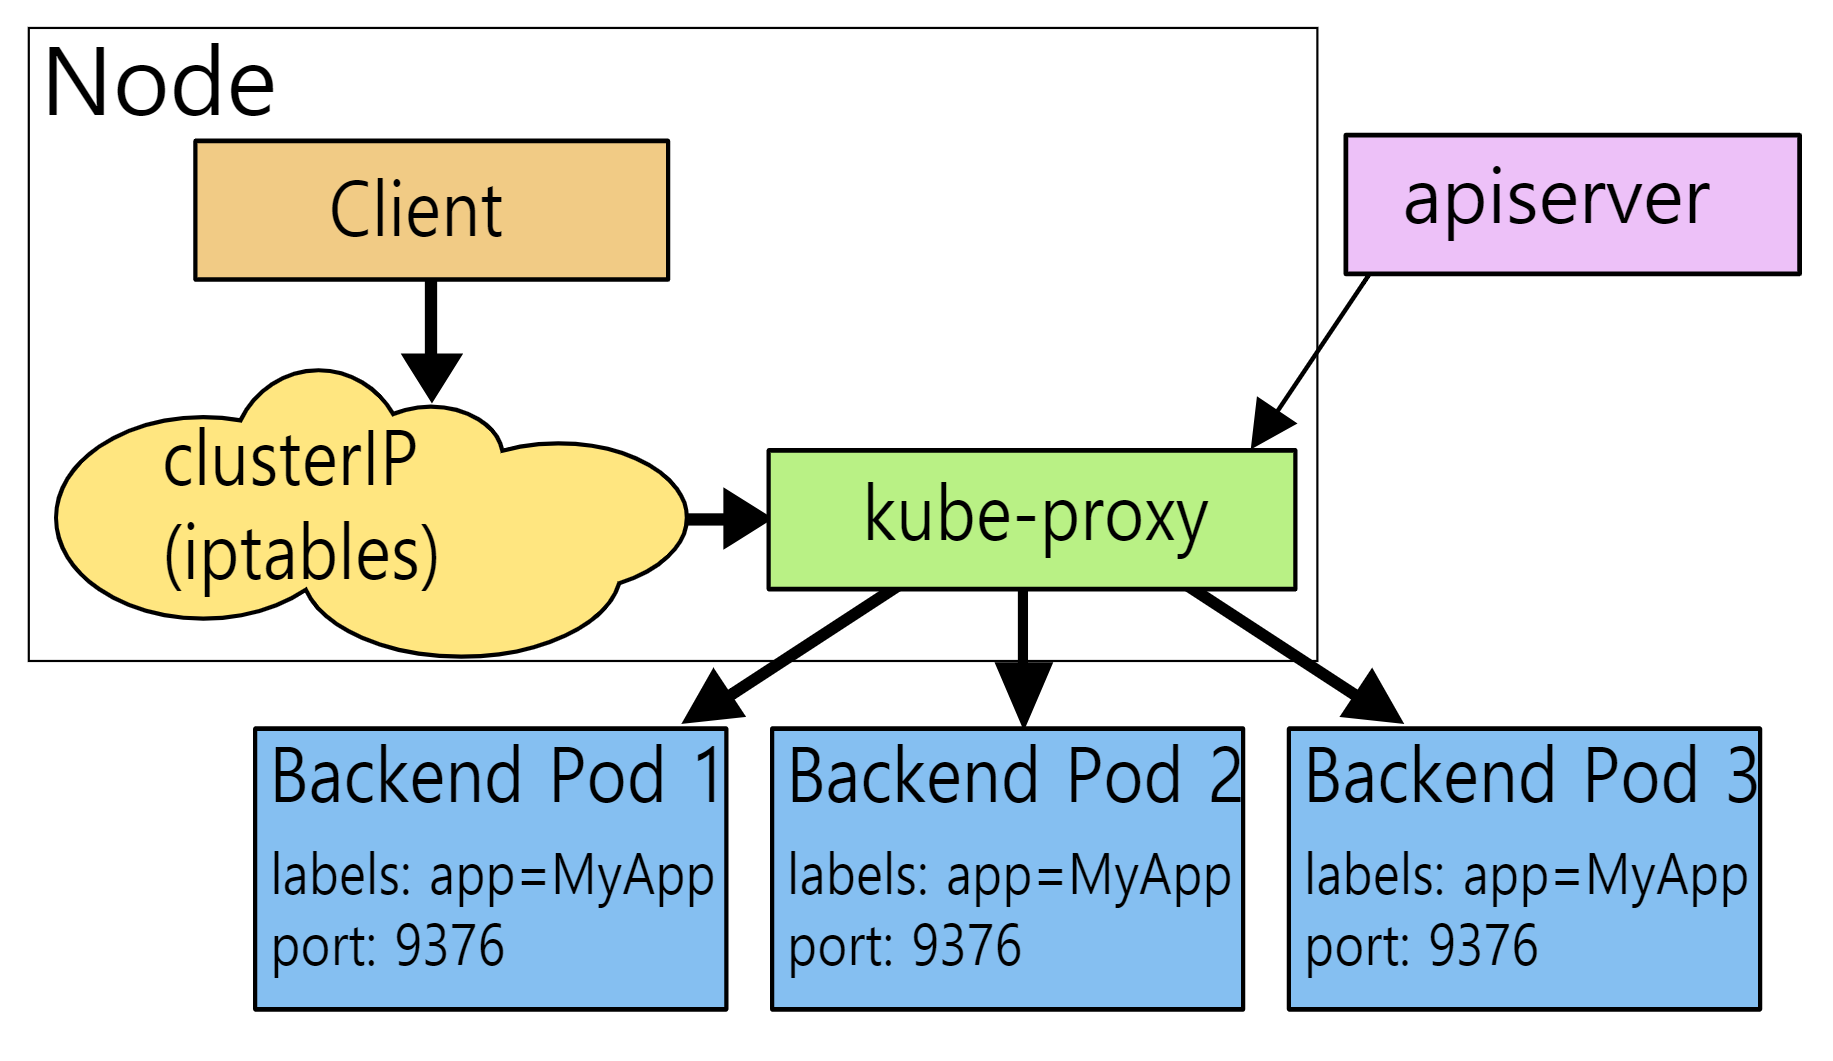 Node
Client
apiserver
clusterIP
(iptables)
kube-proxy
Backend Pod 1
labels: app=MyApp
port: 9376
Backend Pod 2
labels: app=MyApp
port: 9376
Backend Pod 3
labels: app=MyApp
port: 9376